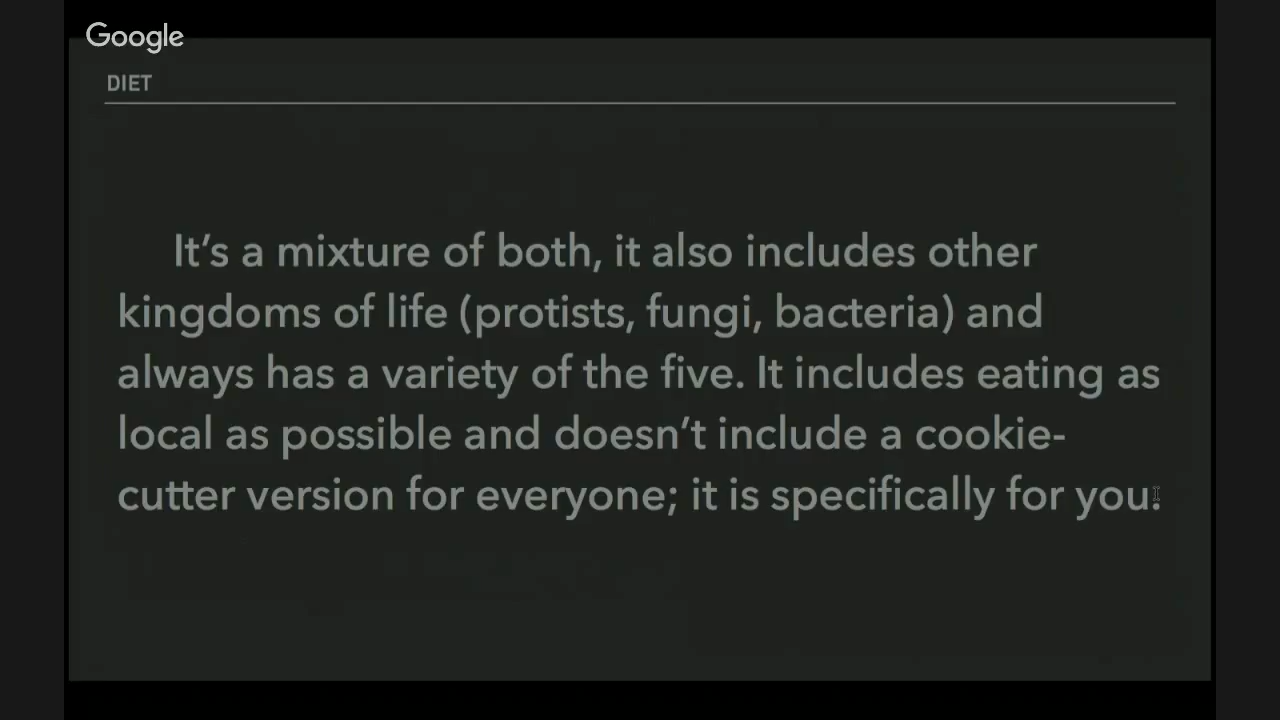 Google
DIET
It’s a mixture of both, it also includes other
kingdoms of life (protists, fungi, bacteria) and
always has a variety of the five. It includes eating as
local as possible and doesn’t include a cookie-
cutter version for everyone; it is specifically for you.